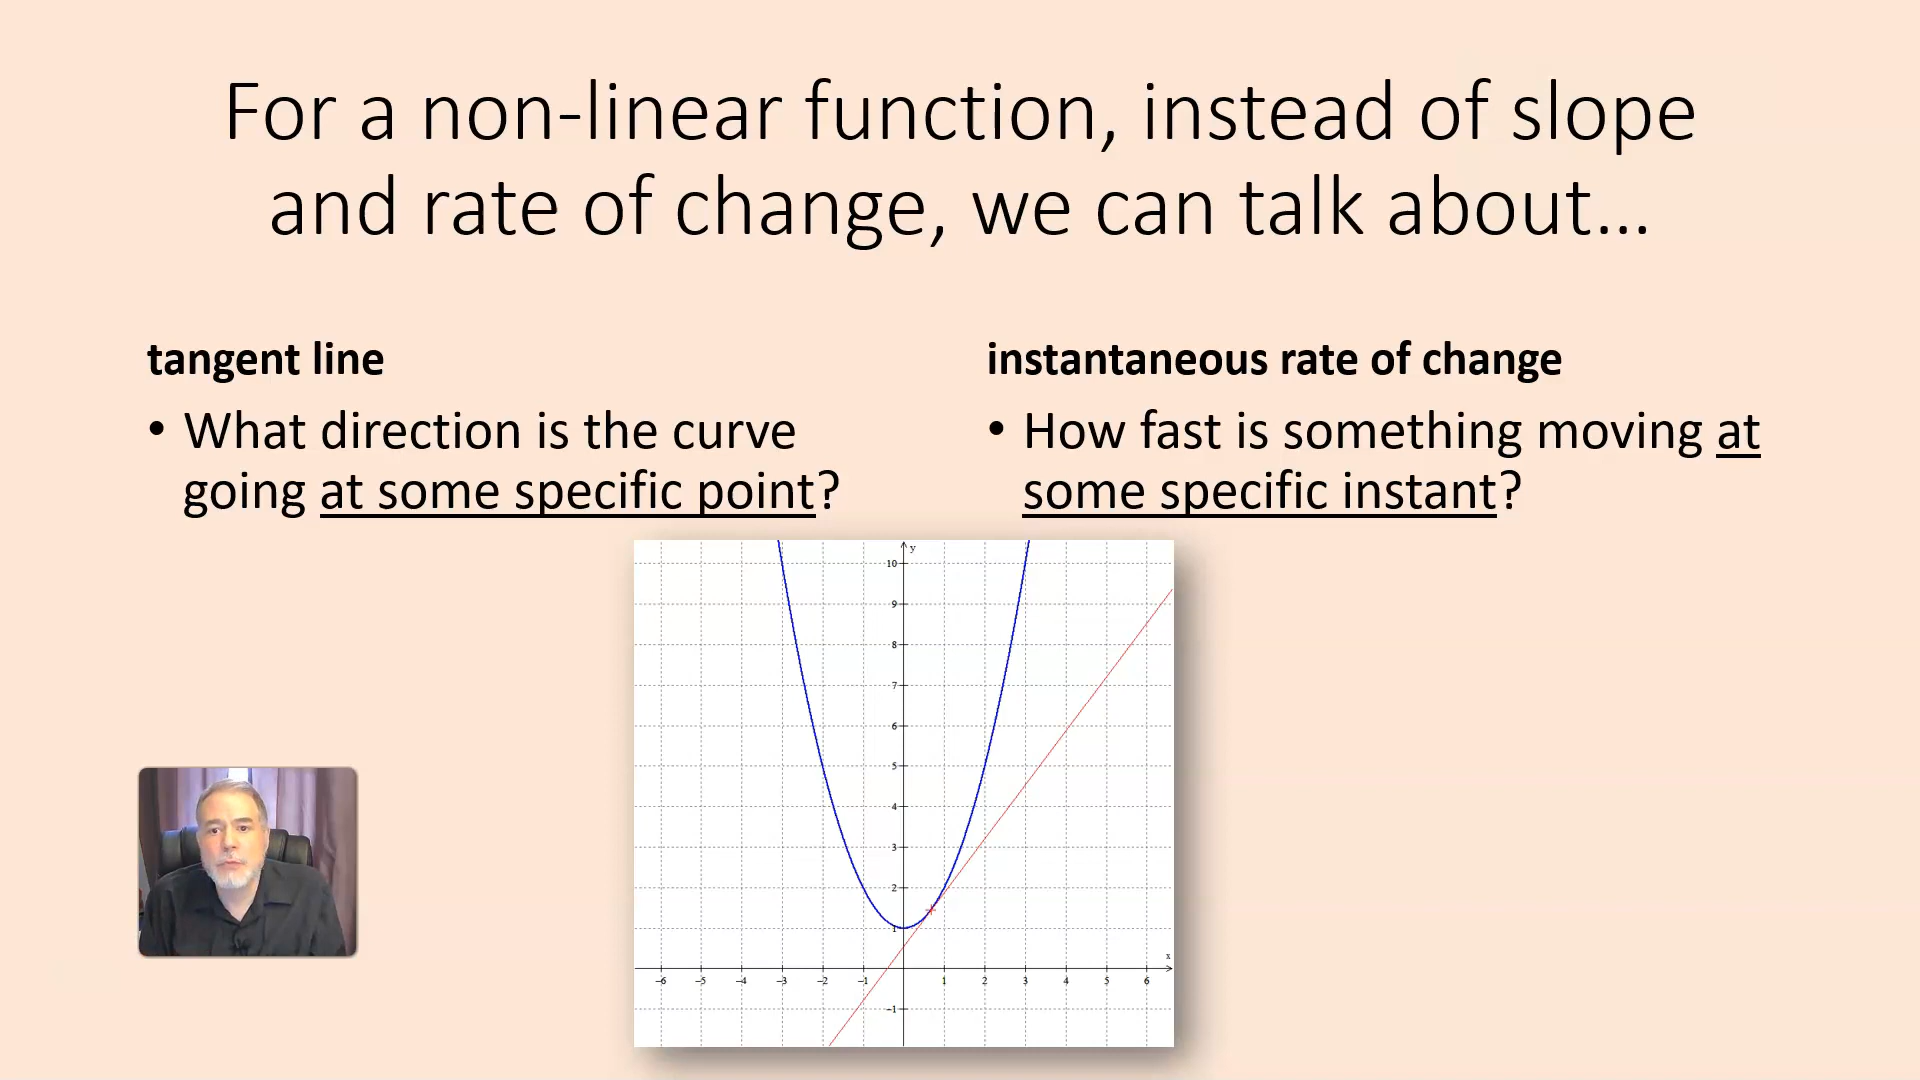 For a non-linear function, instead of slope
and rate of change, we can talk about...
tangent line
• What direction is the curve
going at some specific point?
instantaneous rate of change
• How fast is something moving at
some specific instant?
y
10
9
8
7
6
5
4
3
2
1
x
−6 −5 −4 −3 −2 −1 1 2 3 4 5 6
−1